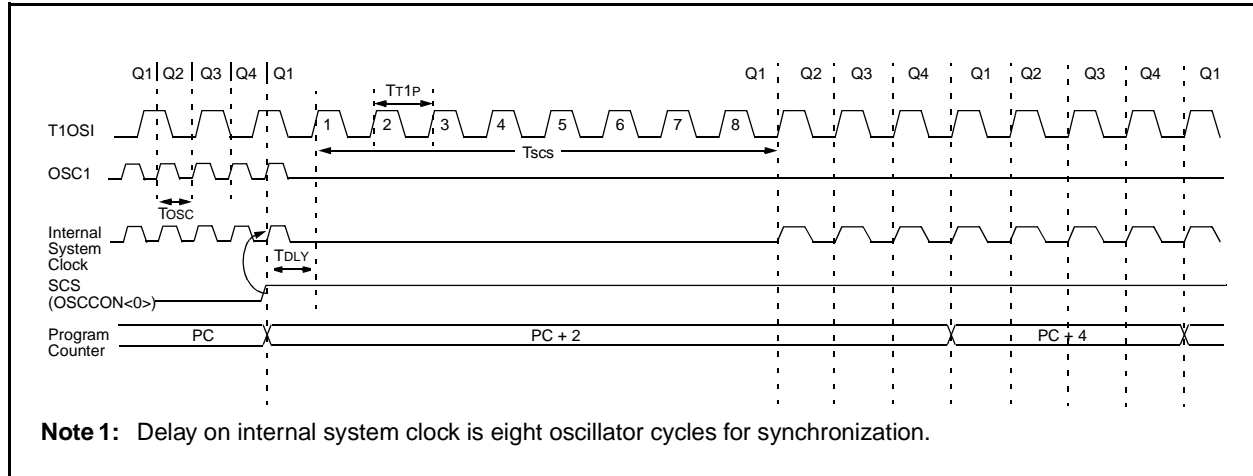 Q1 Q2 Q3 Q4 Q1 Q1 Q2 Q3 Q4 Q1 Q2 Q3 Q4 Q1
TT1P
T1OSI 1 2 3 4 5 6 7 8
TSCS
OSC1
TOSC
Internal
System
Clock
TDLY
SCS
(OSCCON<0>)
Program
Counter
PC PC + 2 PC + 4
Note 1: Delay on internal system clock is eight oscillator cycles for synchronization.